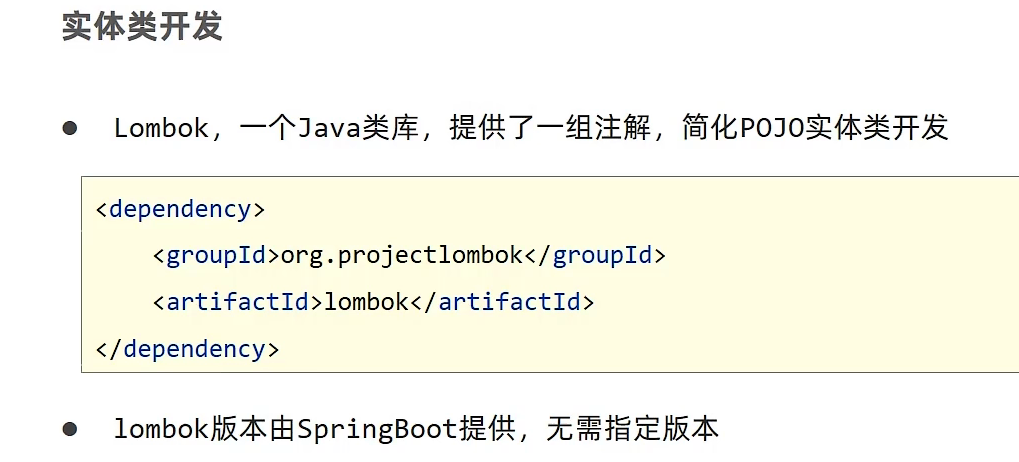 实体类开发
● Lombok，一个Java类库，提供了一组注解，简化POJO实体类开发
<dependency>
    <groupId>org.projectlombok</groupId>
    <artifactId>lombok</artifactId>
</dependency>
● lombok版本由SpringBoot提供，无需指定版本